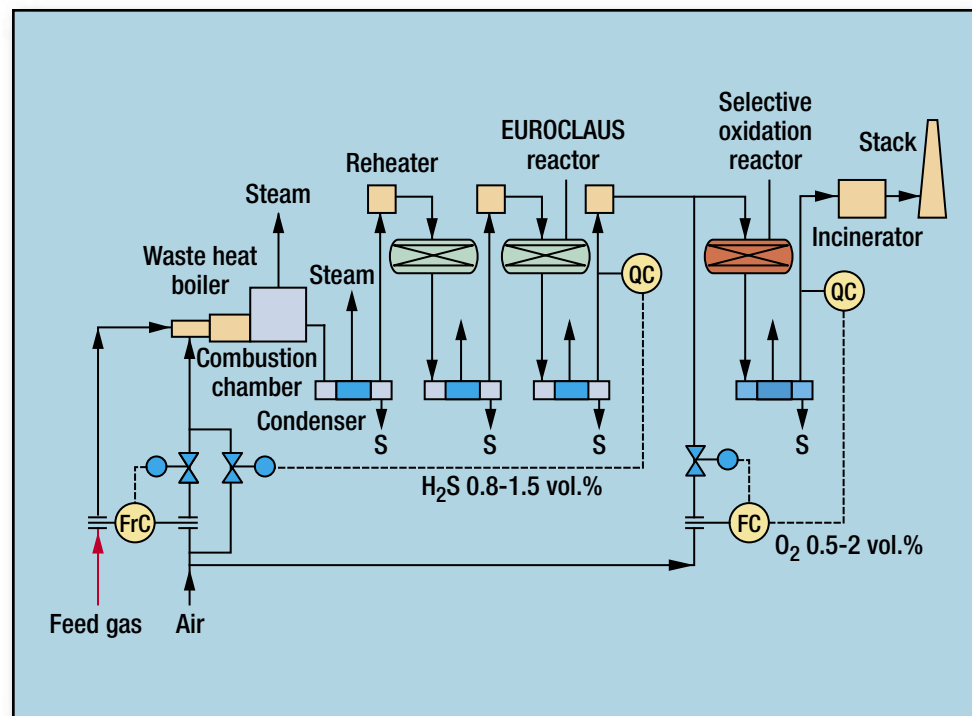 Selective
oxidation
reactor
EUROCLAUS
reactor
Stack
Reheater
Steam
Incinerator
Waste heat
boiler
Steam
QC
QC
Combustion
chamber
Condenser
S
S
S
S
H₂S 0.8-1.5 vol.%
FrC
FC
O₂ 0.5-2 vol.%
Feed gas
Air